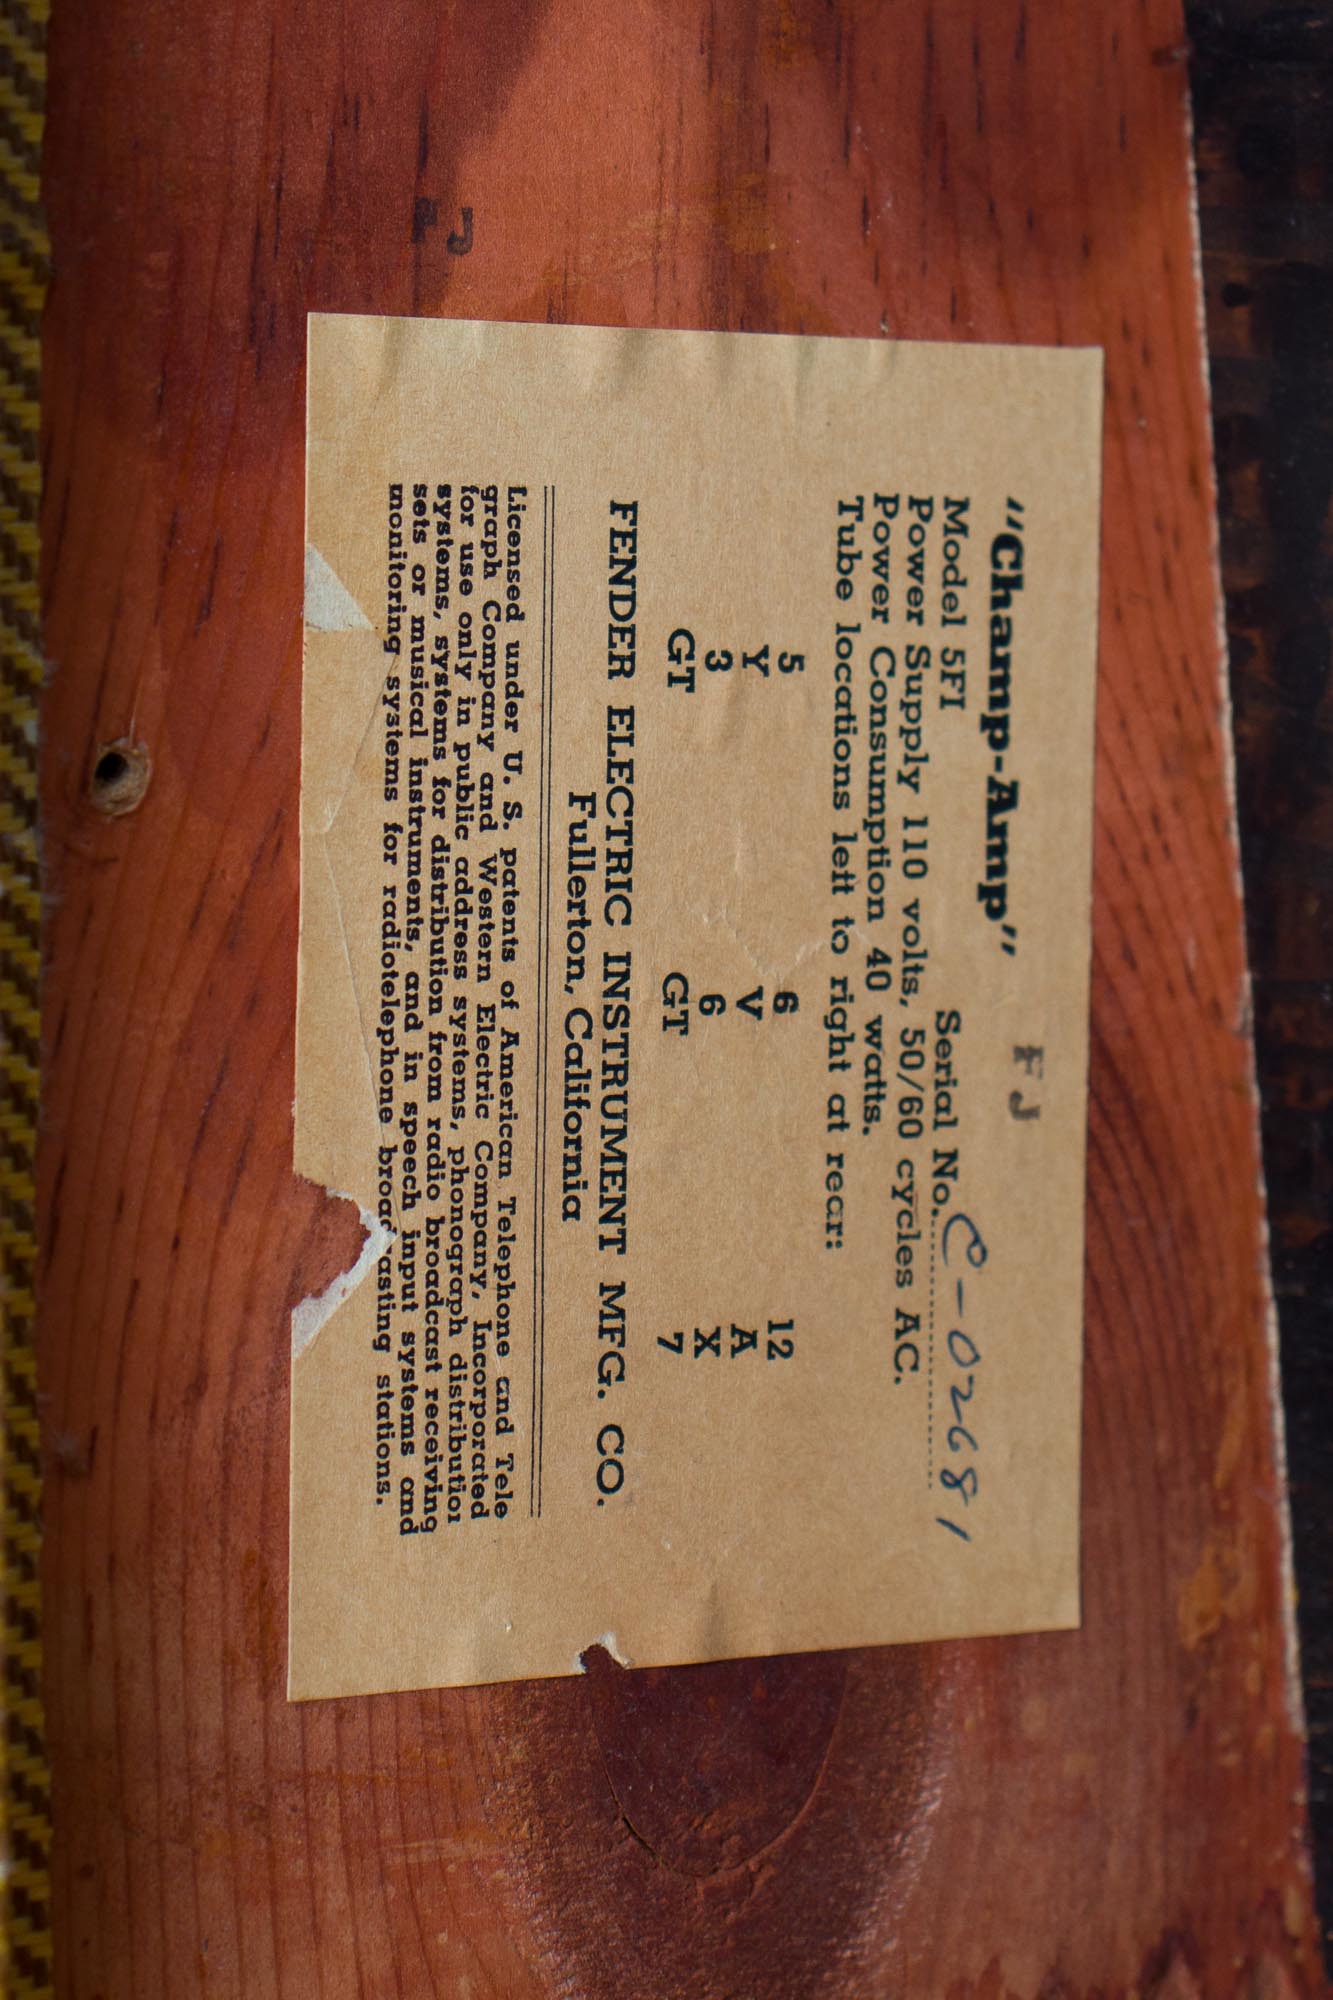 FJ
"Champ-Amp" FJ
Model 5F1 Serial No. C-02681
Power Supply 110 volts, 50/60 cycles AC.
Power Consumption 40 watts.
Tube locations left to right at rear:
5 6 12
Y V A
3 6 X
GT GT 7
FENDER ELECTRIC INSTRUMENT MFG. CO.
Fullerton, California
Licensed under U. S. patents of American Telephone and Tele
graph Company and Western Electric Company, Incorporated
for use only in public address systems, phonograph distribution
systems, systems for distribution from radio broadcast receiving
sets or musical instruments, and in speech input systems and
monitoring systems for radiotelephone broadcasting stations.